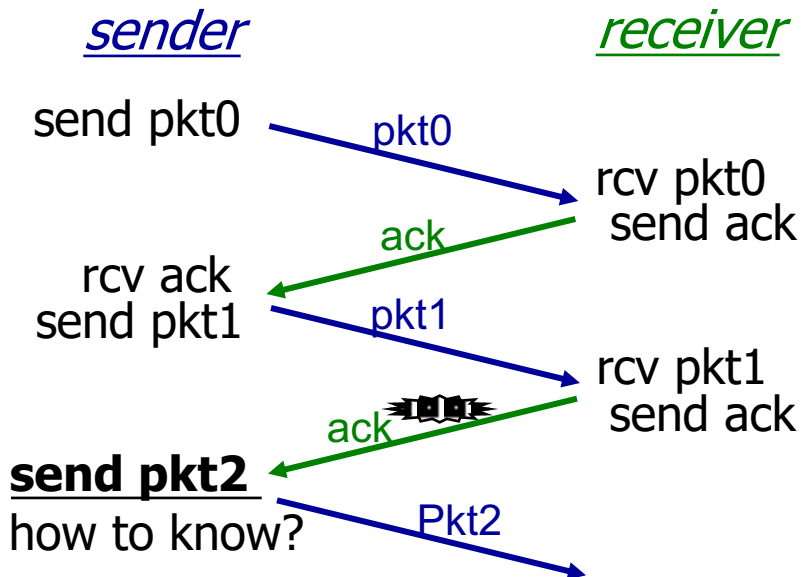 sender
receiver
send pkt0
pkt0
rcv pkt0
send ack
ack
rcv ack
send pkt1
pkt1
rcv pkt1
send ack
ack
send pkt2
how to know?
Pkt2